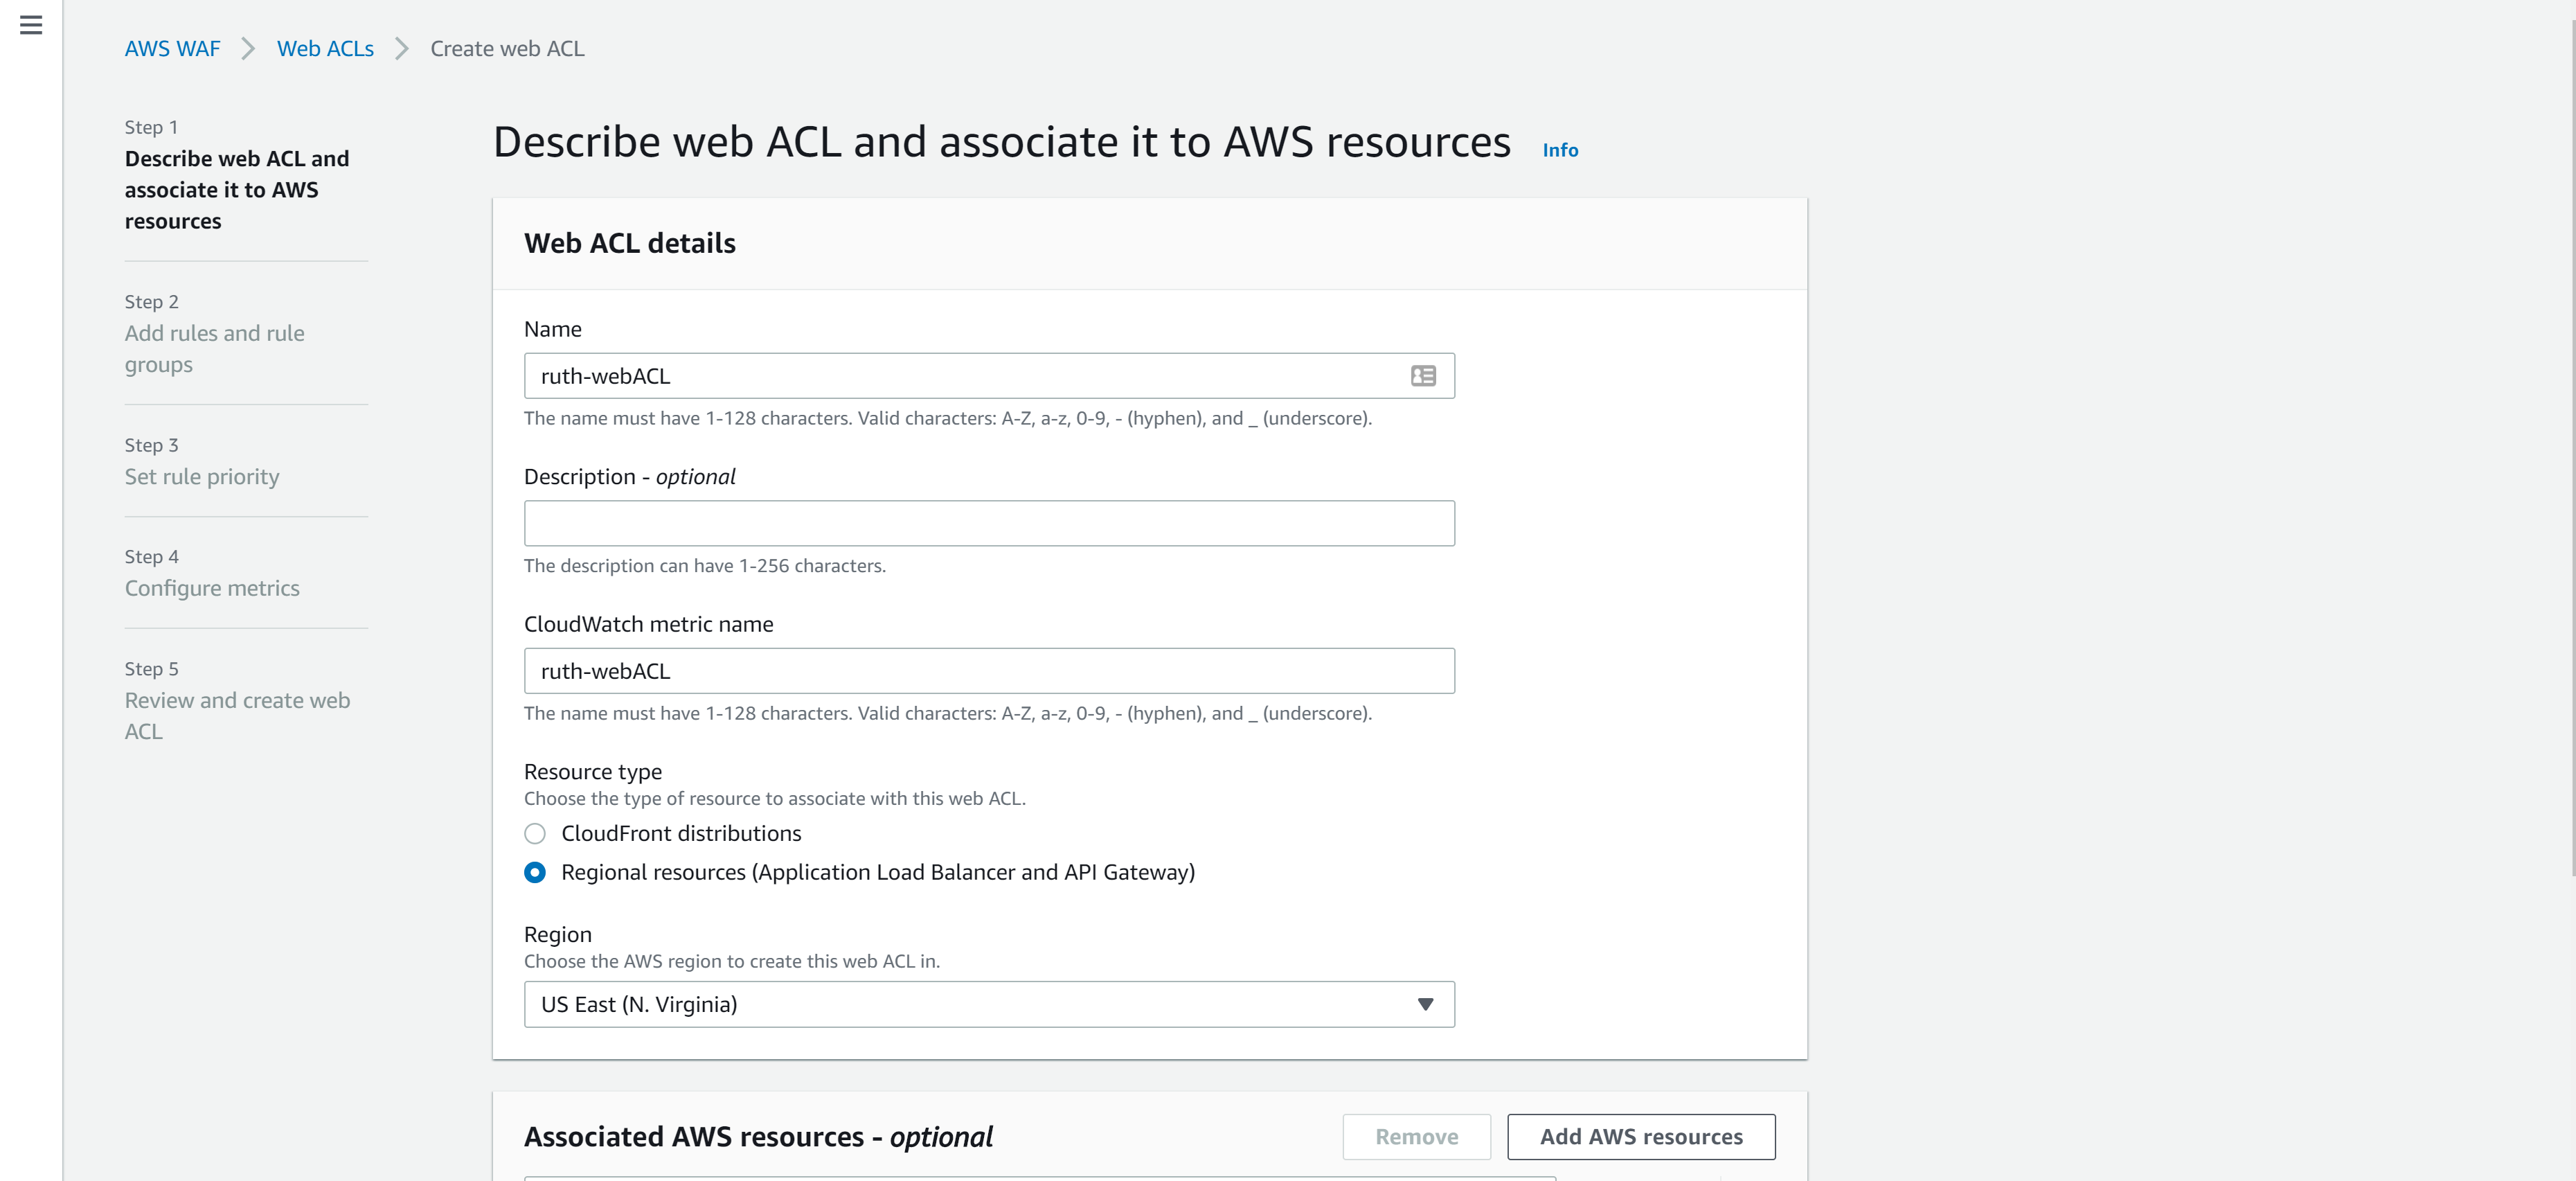 AWS WAF > Web ACLs > Create web ACL
Step 1
Describe web ACL and
associate it to AWS
resources
Step 2
Add rules and rule
groups
Step 3
Set rule priority
Step 4
Configure metrics
Step 5
Review and create web
ACL
Describe web ACL and associate it to AWS resources Info
Web ACL details
Name
ruth-webACL
The name must have 1-128 characters. Valid characters: A-Z, a-z, 0-9, - (hyphen), and _ (underscore).
Description - optional
The description can have 1-256 characters.
CloudWatch metric name
ruth-webACL
The name must have 1-128 characters. Valid characters: A-Z, a-z, 0-9, - (hyphen), and _ (underscore).
Resource type
Choose the type of resource to associate with this web ACL.
CloudFront distributions
Regional resources (Application Load Balancer and API Gateway)
Region
Choose the AWS region to create this web ACL in.
US East (N. Virginia)
Associated AWS resources - optional
Remove
Add AWS resources